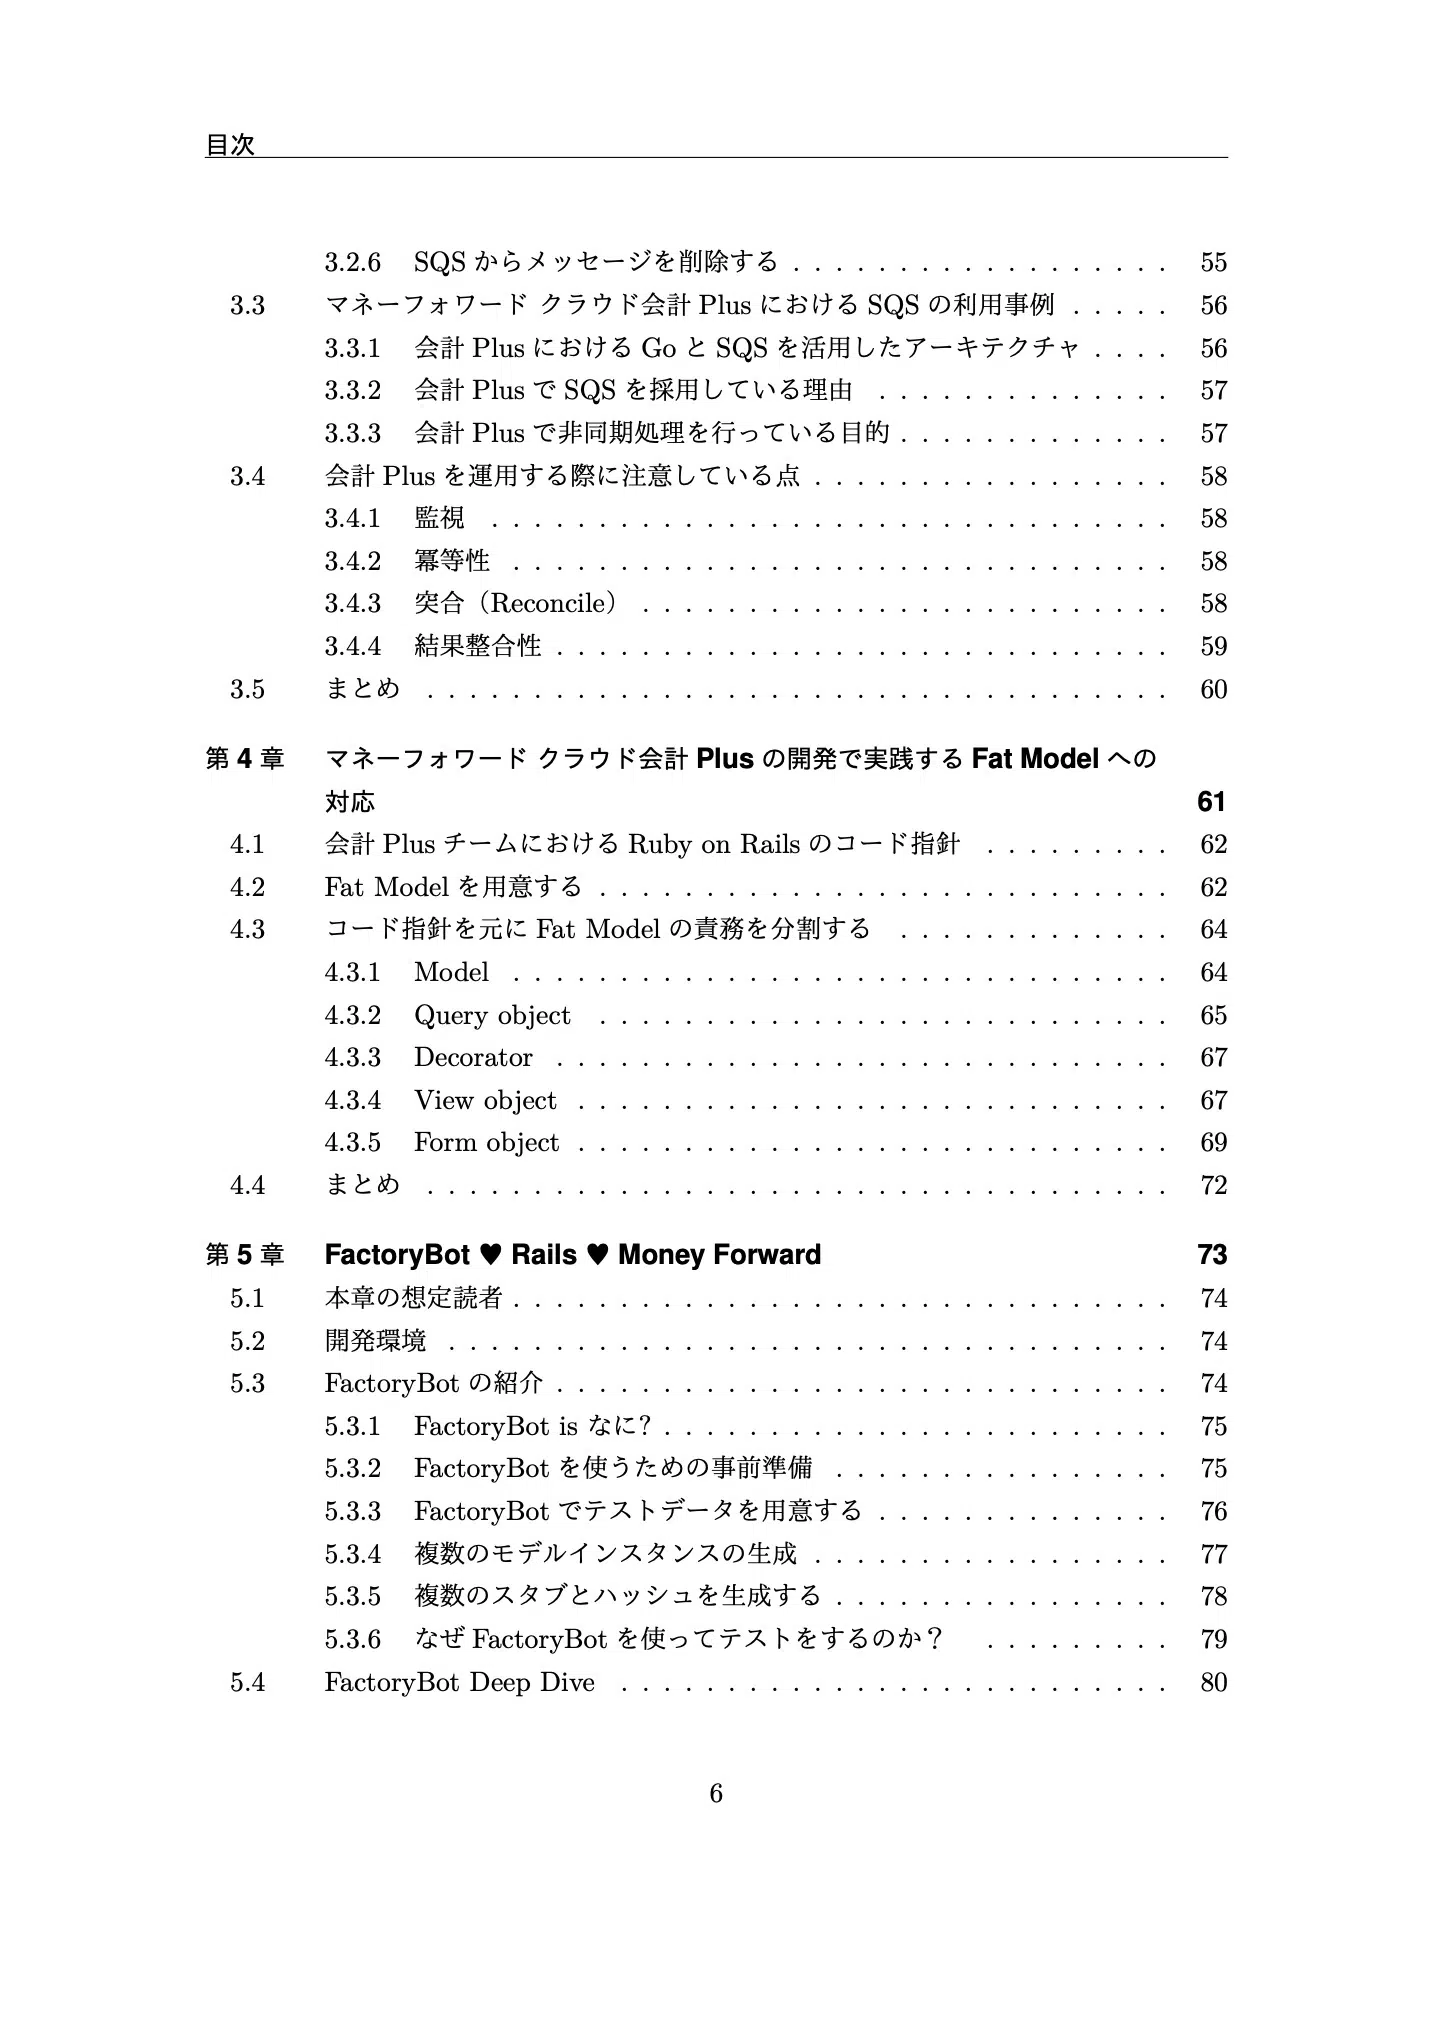 目次
3.2.6 SQS からメッセージを削除する . . . . . . . . . . . . . . . . . . 55
3.3 マネーフォワード クラウド会計 Plus における SQS の利用事例 . . . . . 56
3.3.1 会計 Plus における Go と SQS を活用したアーキテクチャ . . . . 56
3.3.2 会計 Plus で SQS を採用している理由 . . . . . . . . . . . . . . 57
3.3.3 会計 Plus で非同期処理を行っている目的 . . . . . . . . . . . . . 57
3.4 会計 Plus を運用する際に注意している点 . . . . . . . . . . . . . . . . . 58
3.4.1 監視 . . . . . . . . . . . . . . . . . . . . . . . . . . . . . . . . 58
3.4.2 冪等性 . . . . . . . . . . . . . . . . . . . . . . . . . . . . . . . 58
3.4.3 突合（Reconcile） . . . . . . . . . . . . . . . . . . . . . . . . . 58
3.4.4 結果整合性 . . . . . . . . . . . . . . . . . . . . . . . . . . . . . 59
3.5 まとめ . . . . . . . . . . . . . . . . . . . . . . . . . . . . . . . . . . . 60
第 4 章 マネーフォワード クラウド会計 Plus の開発で実践する Fat Model への
対応 61
4.1 会計 Plus チームにおける Ruby on Rails のコード指針 . . . . . . . . . 62
4.2 Fat Model を用意する . . . . . . . . . . . . . . . . . . . . . . . . . . . 62
4.3 コード指針を元に Fat Model の責務を分割する . . . . . . . . . . . . . 64
4.3.1 Model . . . . . . . . . . . . . . . . . . . . . . . . . . . . . . . 64
4.3.2 Query object . . . . . . . . . . . . . . . . . . . . . . . . . . . 65
4.3.3 Decorator . . . . . . . . . . . . . . . . . . . . . . . . . . . . . 67
4.3.4 View object . . . . . . . . . . . . . . . . . . . . . . . . . . . . 67
4.3.5 Form object . . . . . . . . . . . . . . . . . . . . . . . . . . . . 69
4.4 まとめ . . . . . . . . . . . . . . . . . . . . . . . . . . . . . . . . . . . 72
第 5 章 FactoryBot ♥ Rails ♥ Money Forward 73
5.1 本章の想定読者 . . . . . . . . . . . . . . . . . . . . . . . . . . . . . . . 74
5.2 開発環境 . . . . . . . . . . . . . . . . . . . . . . . . . . . . . . . . . . 74
5.3 FactoryBot の紹介 . . . . . . . . . . . . . . . . . . . . . . . . . . . . . 74
5.3.1 FactoryBot is なに? . . . . . . . . . . . . . . . . . . . . . . . . 75
5.3.2 FactoryBot を使うための事前準備 . . . . . . . . . . . . . . . . 75
5.3.3 FactoryBot でテストデータを用意する . . . . . . . . . . . . . . 76
5.3.4 複数のモデルインスタンスの生成 . . . . . . . . . . . . . . . . . 77
5.3.5 複数のスタブとハッシュを生成する . . . . . . . . . . . . . . . . 78
5.3.6 なぜ FactoryBot を使ってテストをするのか？ . . . . . . . . . 79
5.4 FactoryBot Deep Dive . . . . . . . . . . . . . . . . . . . . . . . . . . 80
6